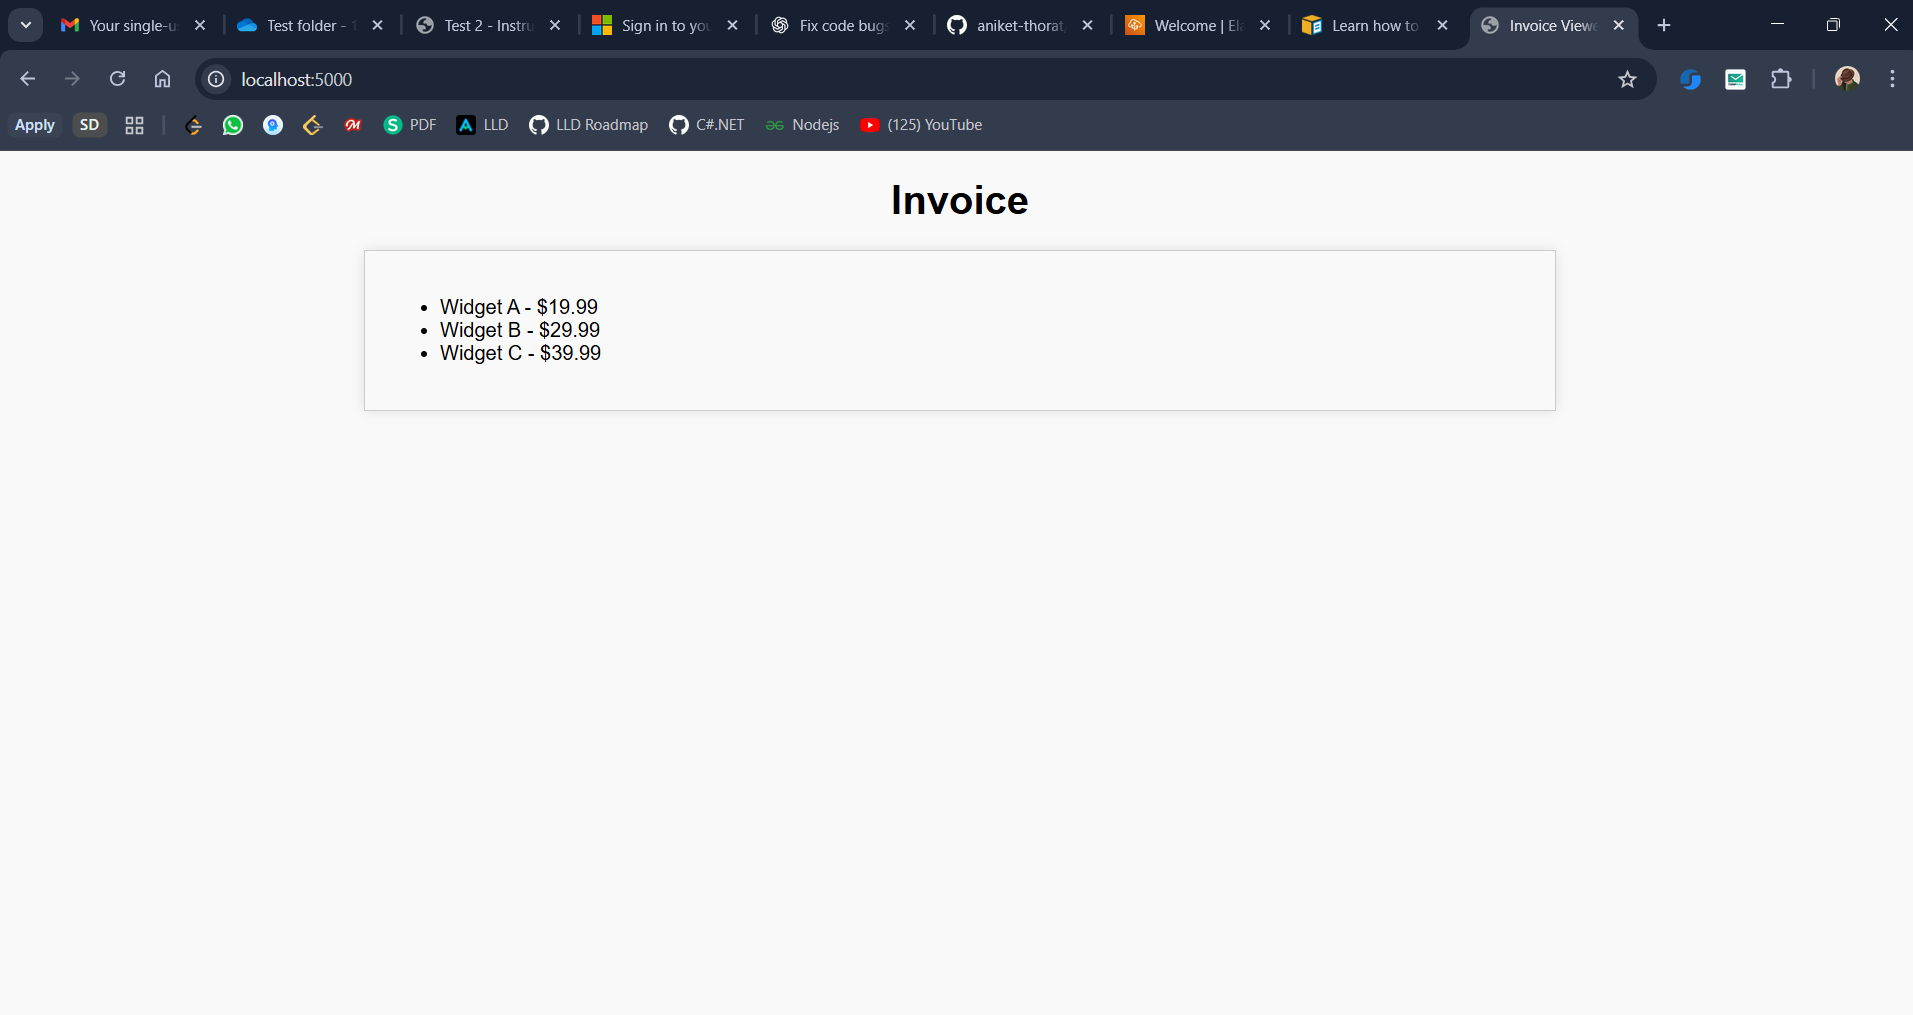 Your single-u
Test folder - 1
Test 2 - Instru
Sign in to you
Fix code bugs
aniket-thorat/
Welcome | Ela
Learn how to
Invoice Viewe
localhost:5000
Apply
SD
PDF
LLD
LLD Roadmap
C#.NET
Nodejs
(125) YouTube
Invoice
• Widget A - $19.99
• Widget B - $29.99
• Widget C - $39.99